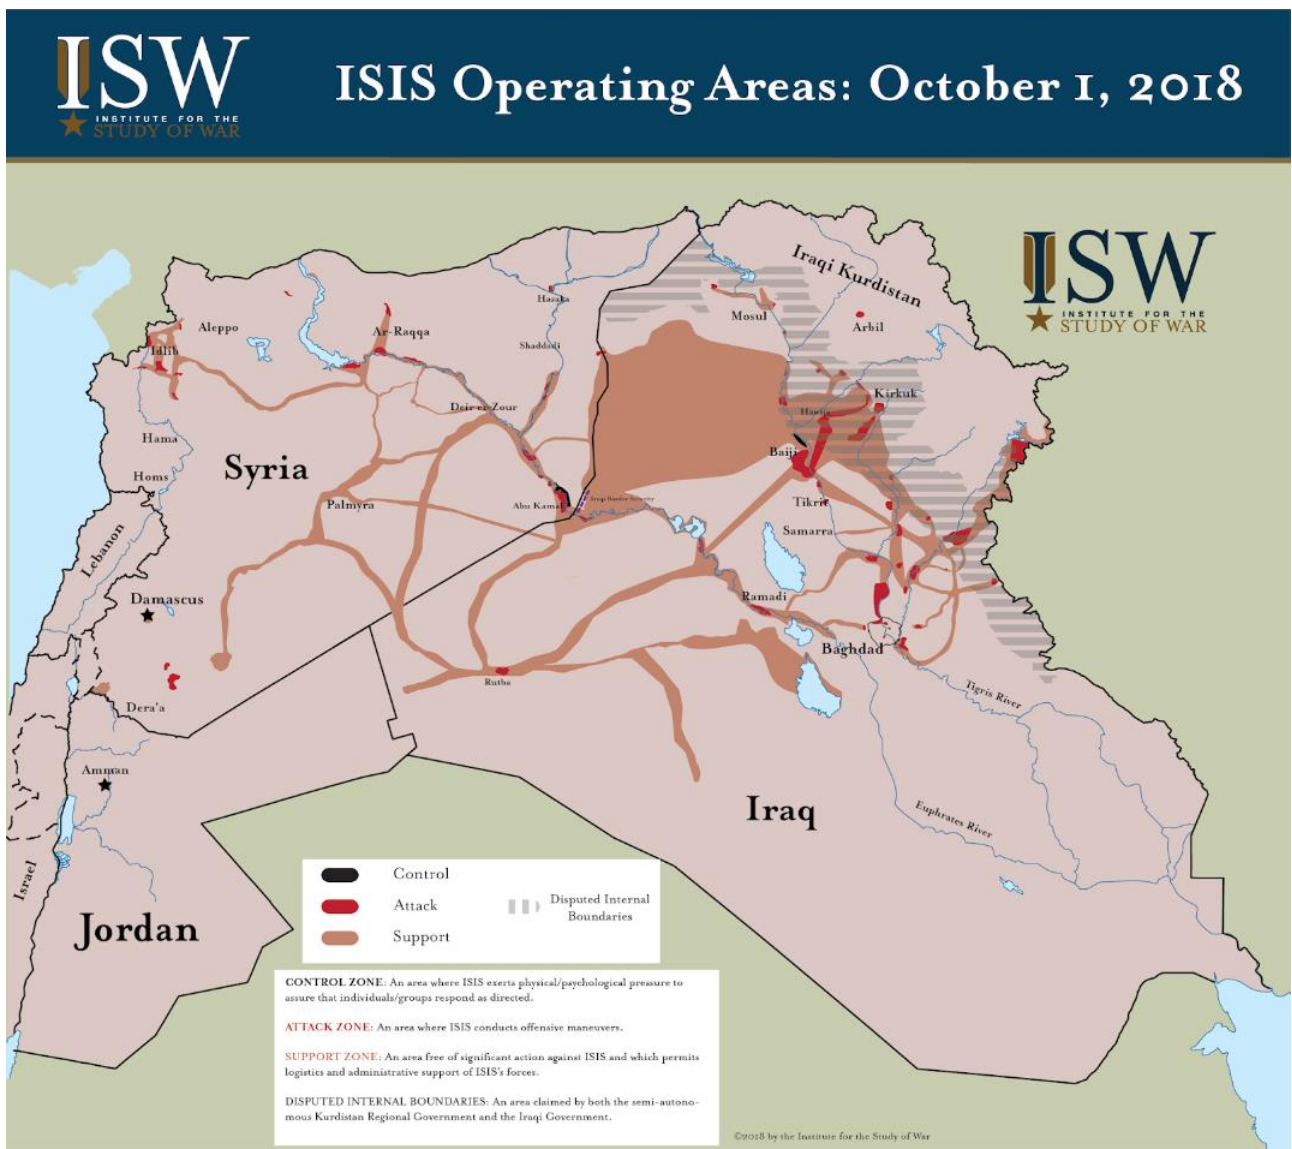 ISW
INSTITUTE FOR THE
STUDY OF WAR
ISIS Operating Areas: October 1, 2018
ISW
INSTITUTE FOR THE
STUDY OF WAR
Iraqi Kurdistan
Hasaka
Mosul
Arbil
Aleppo
Ar-Raqqa
Idlib
Shaddadi
Kirkuk
Deir ez-Zour
Hawija
Hama
Baiji
Syria
Homs
Abu Kamal
Iraqi Border Security
Tikrit
Palmyra
Samarra
Lebanon
Damascus
Ramadi
Baghdad
Rutba
Tigris River
Dera'a
Amman
Iraq
Euphrates River
Israel
Jordan
Control
Attack
Support
Disputed Internal
Boundaries
CONTROL ZONE: An area where ISIS exerts physical/psychological pressure to
assure that individuals/groups respond as directed.
ATTACK ZONE: An area where ISIS conducts offensive maneuvers.
SUPPORT ZONE: An area free of significant action against ISIS and which permits
logistics and administrative support of ISIS's forces.
DISPUTED INTERNAL BOUNDARIES: An area claimed by both the semi-autono-
mous Kurdistan Regional Government and the Iraqi Government.
©2018 by the Institute for the Study of War